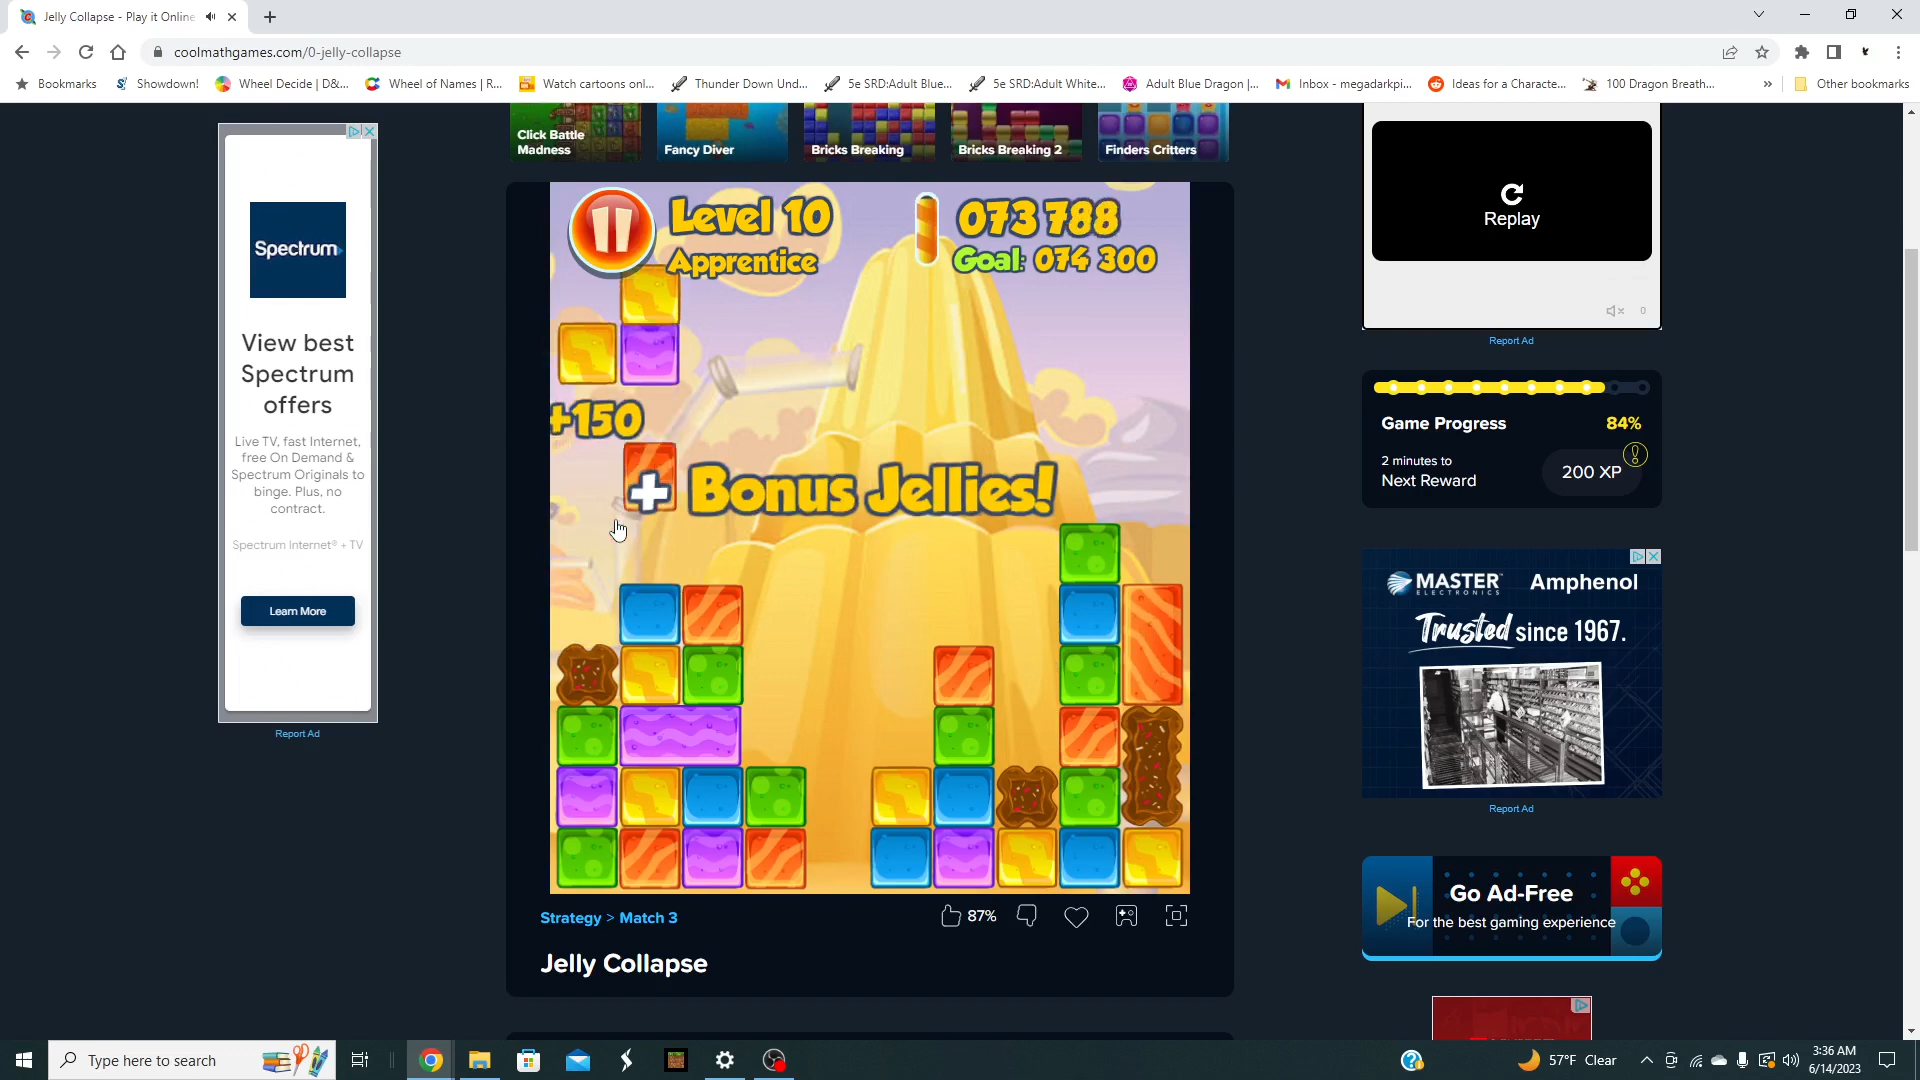 Jelly Collapse - Play it Online
coolmathgames.com/0-jelly-collapse
Bookmarks
Showdown!
Wheel Decide | D&...
Wheel of Names | R...
Watch cartoons onl...
Thunder Down Und...
5e SRD:Adult Blue...
5e SRD:Adult White...
Adult Blue Dragon |...
Inbox - megadarkpi...
Ideas for a Characte...
100 Dragon Breath...
»
Other bookmarks
Click Battle
Madness
Fancy Diver
Bricks Breaking
Bricks Breaking 2
Finders Critters
Spectrum
View best
Spectrum
offers
Live TV, fast Internet,
free On Demand &
Spectrum Originals to
binge. Plus, no
contract.
Spectrum Internet® + TV
Learn More
Report Ad
Level 10
Apprentice
073 788
Goal: 074 300
+150
+ Bonus Jellies!
Strategy > Match 3
87%
Jelly Collapse
Replay
0
Report Ad
Game Progress
84%
2 minutes to
Next Reward
200 XP
MASTER
ELECTRONICS
Amphenol
Trusted since 1967.
Report Ad
Go Ad-Free
For the best gaming experience
Type here to search
57°F Clear
3:36 AM
6/14/2023